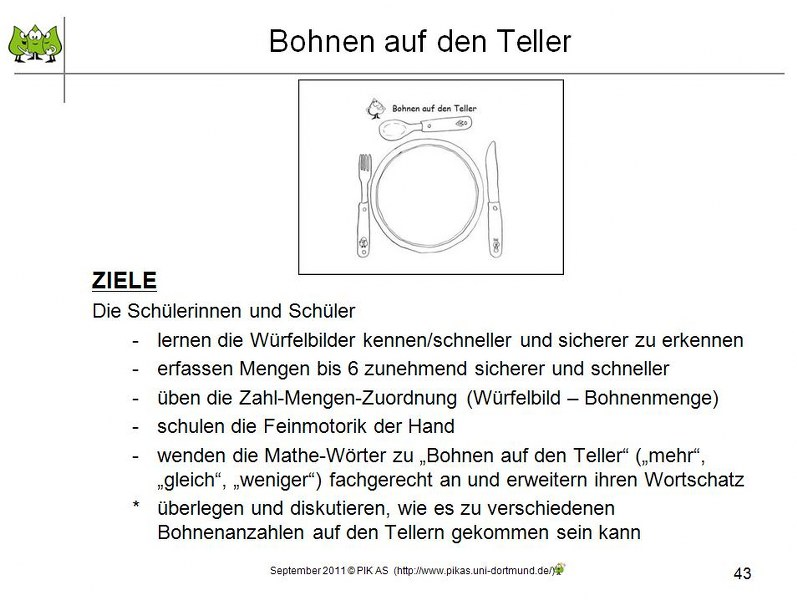 Bohnen auf den Teller
Bohnen auf den Teller
ZIELE
Die Schülerinnen und Schüler
- lernen die Würfelbilder kennen/schneller und sicherer zu erkennen
- erfassen Mengen bis 6 zunehmend sicherer und schneller
- üben die Zahl-Mengen-Zuordnung (Würfelbild – Bohnenmenge)
- schulen die Feinmotorik der Hand
- wenden die Mathe-Wörter zu „Bohnen auf den Teller“ („mehr“,
„gleich“, „weniger“) fachgerecht an und erweitern ihren Wortschatz
* überlegen und diskutieren, wie es zu verschiedenen
Bohnenanzahlen auf den Tellern gekommen sein kann
September 2011 © PIK AS (http://www.pikas.uni-dortmund.de/)
43